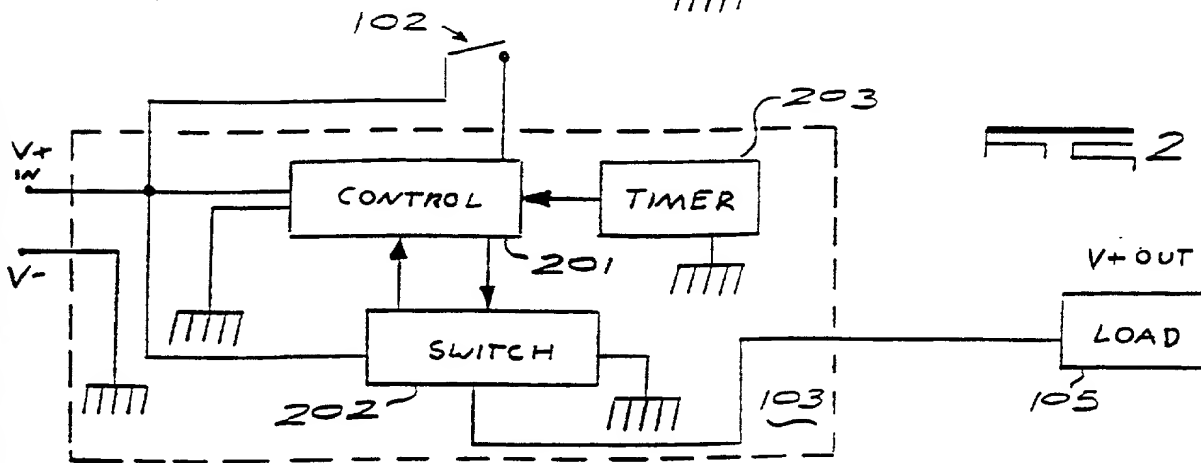 102
203
V+
IN
CONTROL
TIMER
2
V-
201
V+ OUT
SWITCH
LOAD
202
103
105